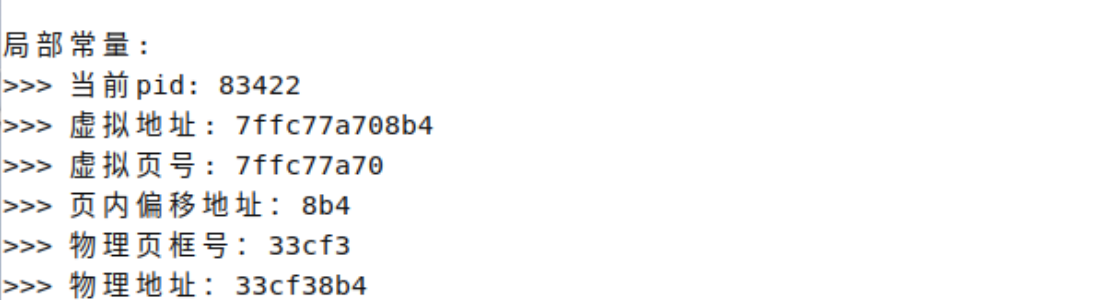 局部常量:
>>> 当前pid: 83422
>>> 虚拟地址: 7ffc77a708b4
>>> 虚拟页号: 7ffc77a70
>>> 页内偏移地址: 8b4
>>> 物理页框号: 33cf3
>>> 物理地址: 33cf38b4